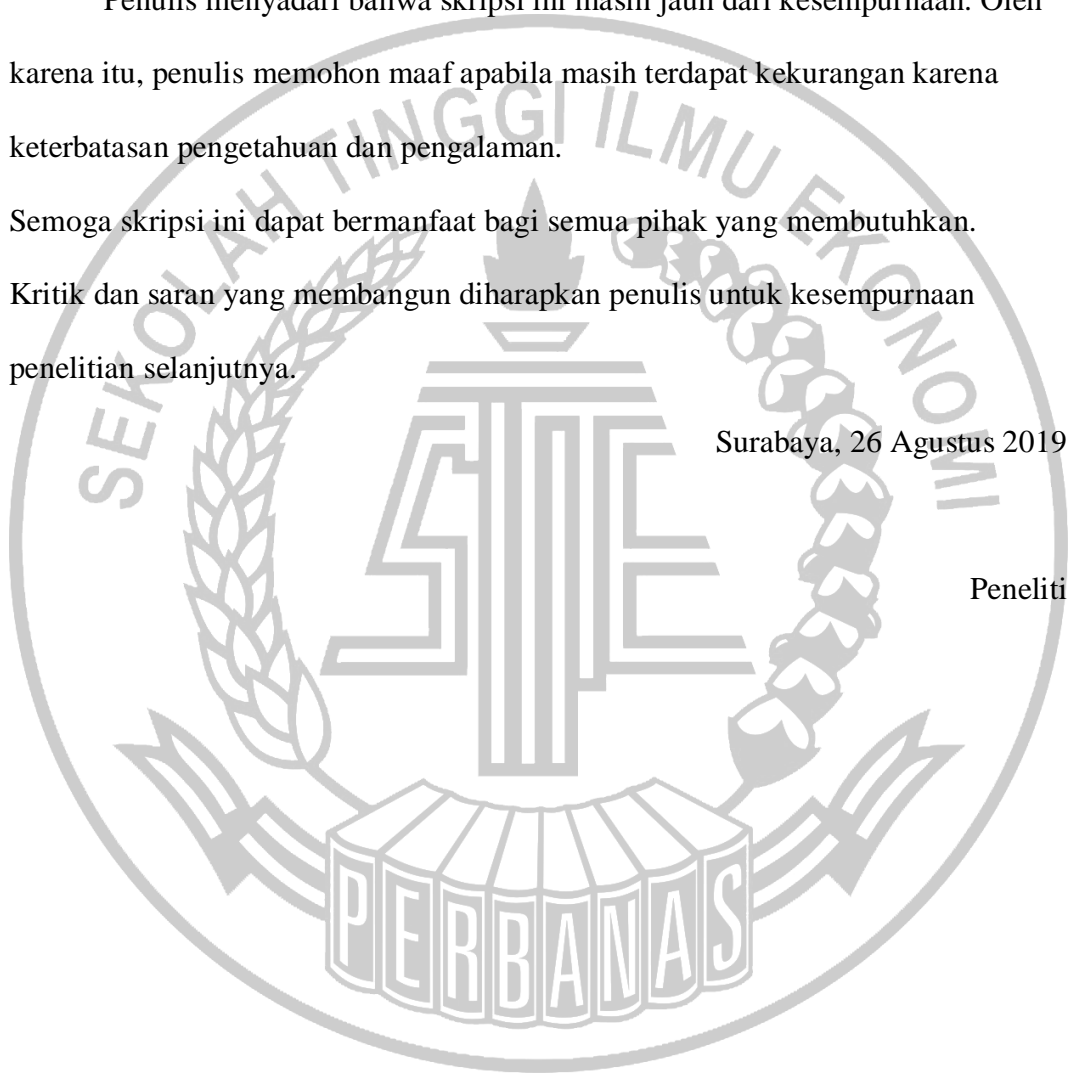 Penulis menyadari bahwa skripsi ini masih jauh dari kesempurnaan. Oleh
karena itu, penulis memohon maaf apabila masih terdapat kekurangan karena
keterbatasan pengetahuan dan pengalaman.
Semoga skripsi ini dapat bermanfaat bagi semua pihak yang membutuhkan.
Kritik dan saran yang membangun diharapkan penulis untuk kesempurnaan
penelitian selanjutnya.
Surabaya, 26 Agustus 2019
Peneliti
SEKOLAH TINGGI ILMU EKONOMI
STIE
PERBANAS